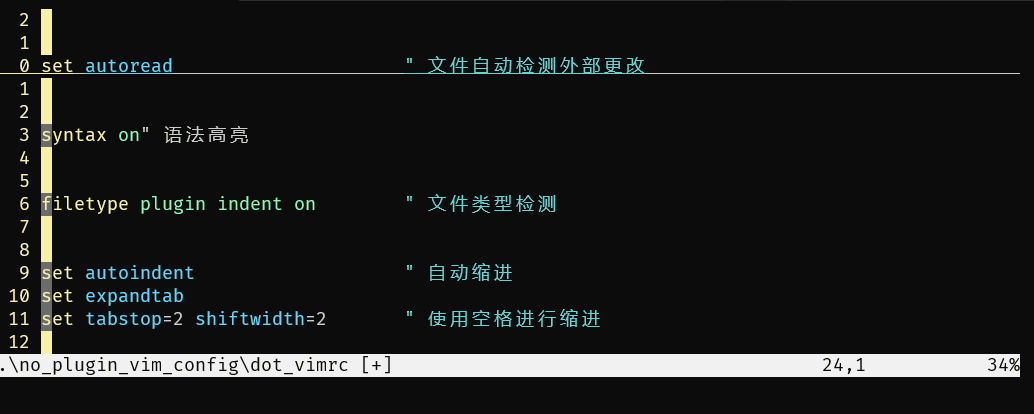 2
1
0 set autoread " 文件自动检测外部更改
1
2
3 syntax on" 语法高亮
4
5
6 filetype plugin indent on " 文件类型检测
7
8
9 set autoindent " 自动缩进
10 set expandtab
11 set tabstop=2 shiftwidth=2 " 使用空格进行缩进
12
.\no_plugin_vim_config\dot_vimrc [+] 24,1 34%